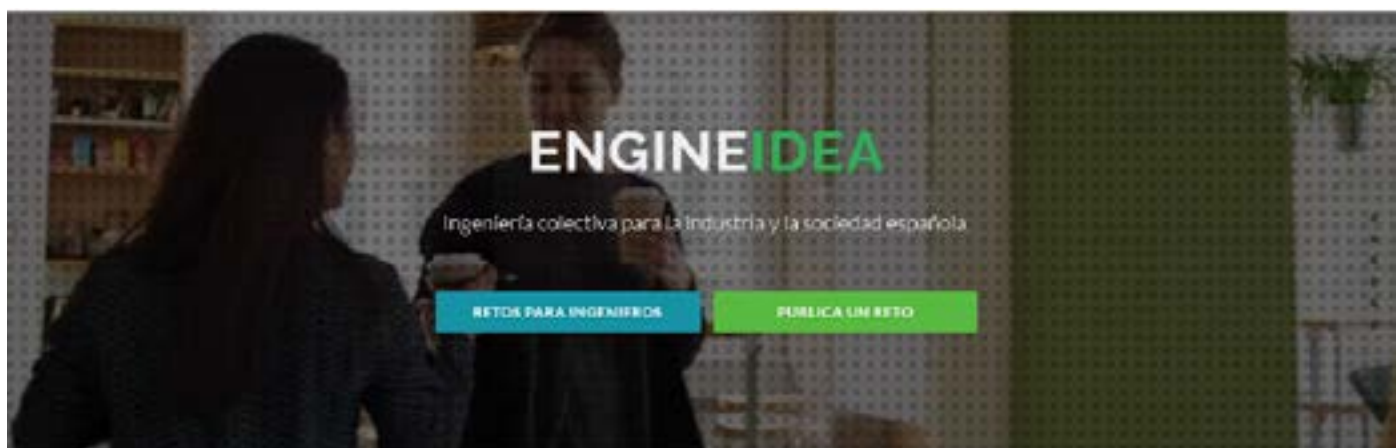 ENGINEIDEA
Ingeniería colectiva para la industria y la sociedad española
RETOS PARA INGENIEROS
PUBLICA UN RETO